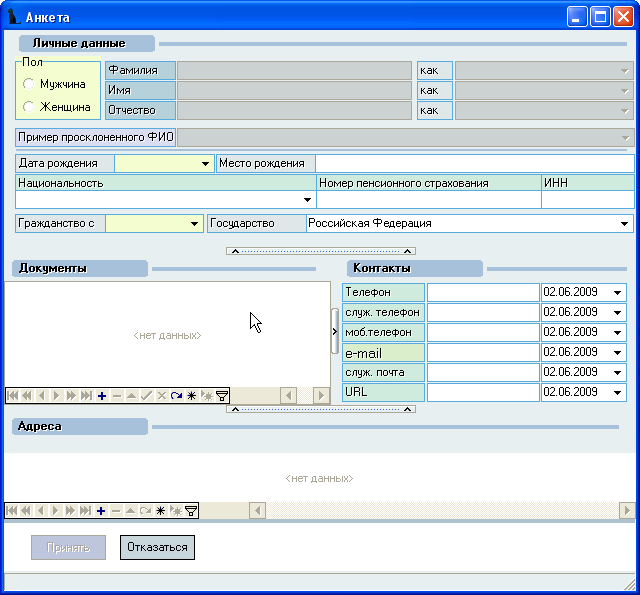 Анкета
Личные данные
Пол
Мужчина
Женщина
Фамилия как
Имя как
Отчество как
Пример просклоненного ФИО
Дата рождения Место рождения
Национальность Номер пенсионного страхования ИНН
Гражданство с Государство Российская Федерация
Документы Контакты
<нет данных>
Телефон 02.06.2009
служ. телефон 02.06.2009
моб.телефон 02.06.2009
e-mail 02.06.2009
служ. почта 02.06.2009
URL 02.06.2009
Адреса
<нет данных>
Принять Отказаться